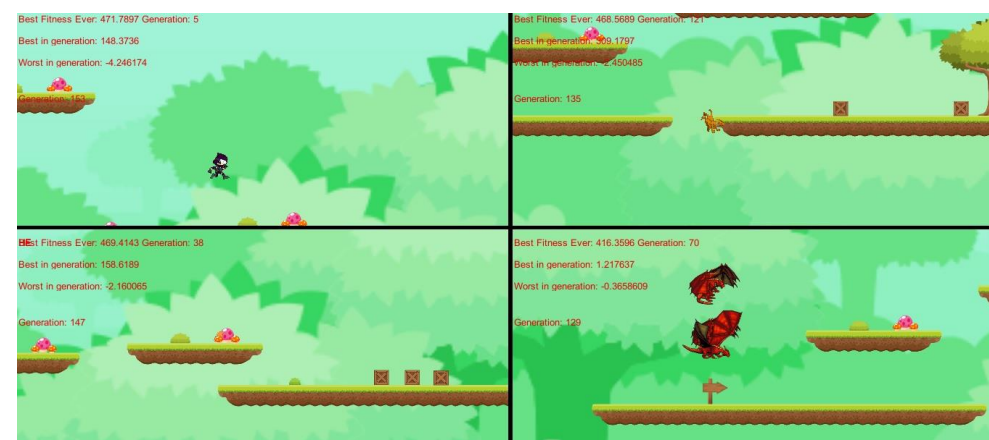 Best Fitness Ever: 471.7897 Generation: 5
Best in generation: 148.3736
Worst in generation: -4.246174
Generation: 153
Best Fitness Ever: 468.5689 Generation: 121
Best in generation: 309.1797
Worst in generation: -2.450485
Generation: 135
Best Fitness Ever: 469.4143 Generation: 38
Best in generation: 158.6189
Worst in generation: -2.160065
Generation: 147
Best Fitness Ever: 416.3596 Generation: 70
Best in generation: 1.217637
Worst in generation: -0.3658609
Generation: 129